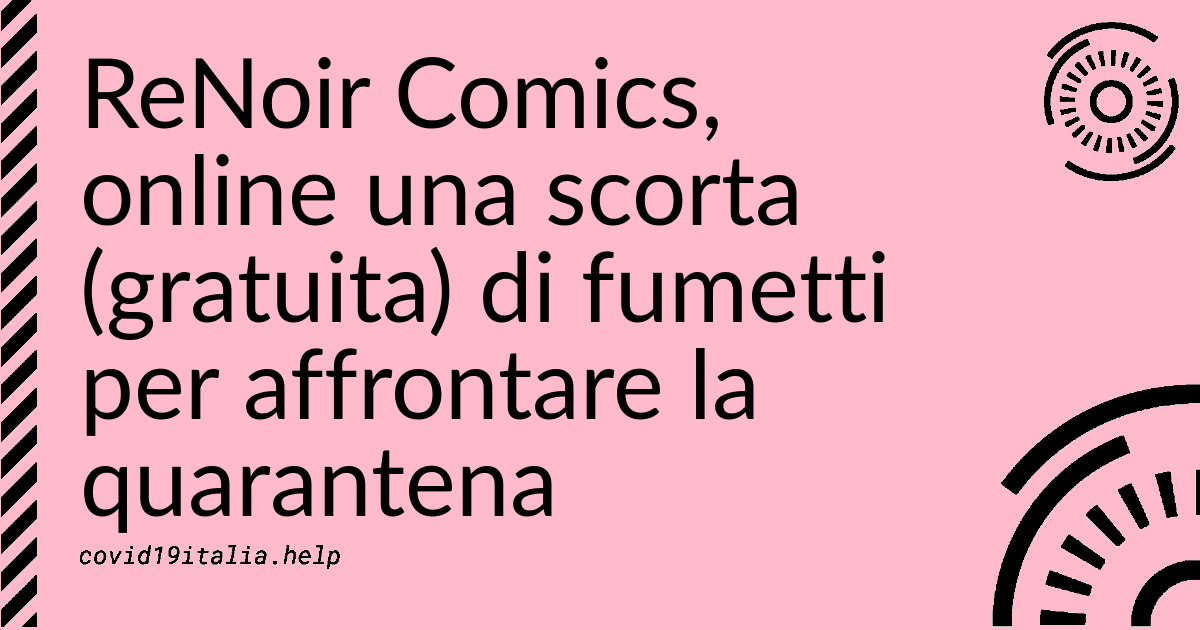 ReNoir Comics,
online una scorta
(gratuita) di fumetti
per affrontare la
quarantena
covid19italia.help